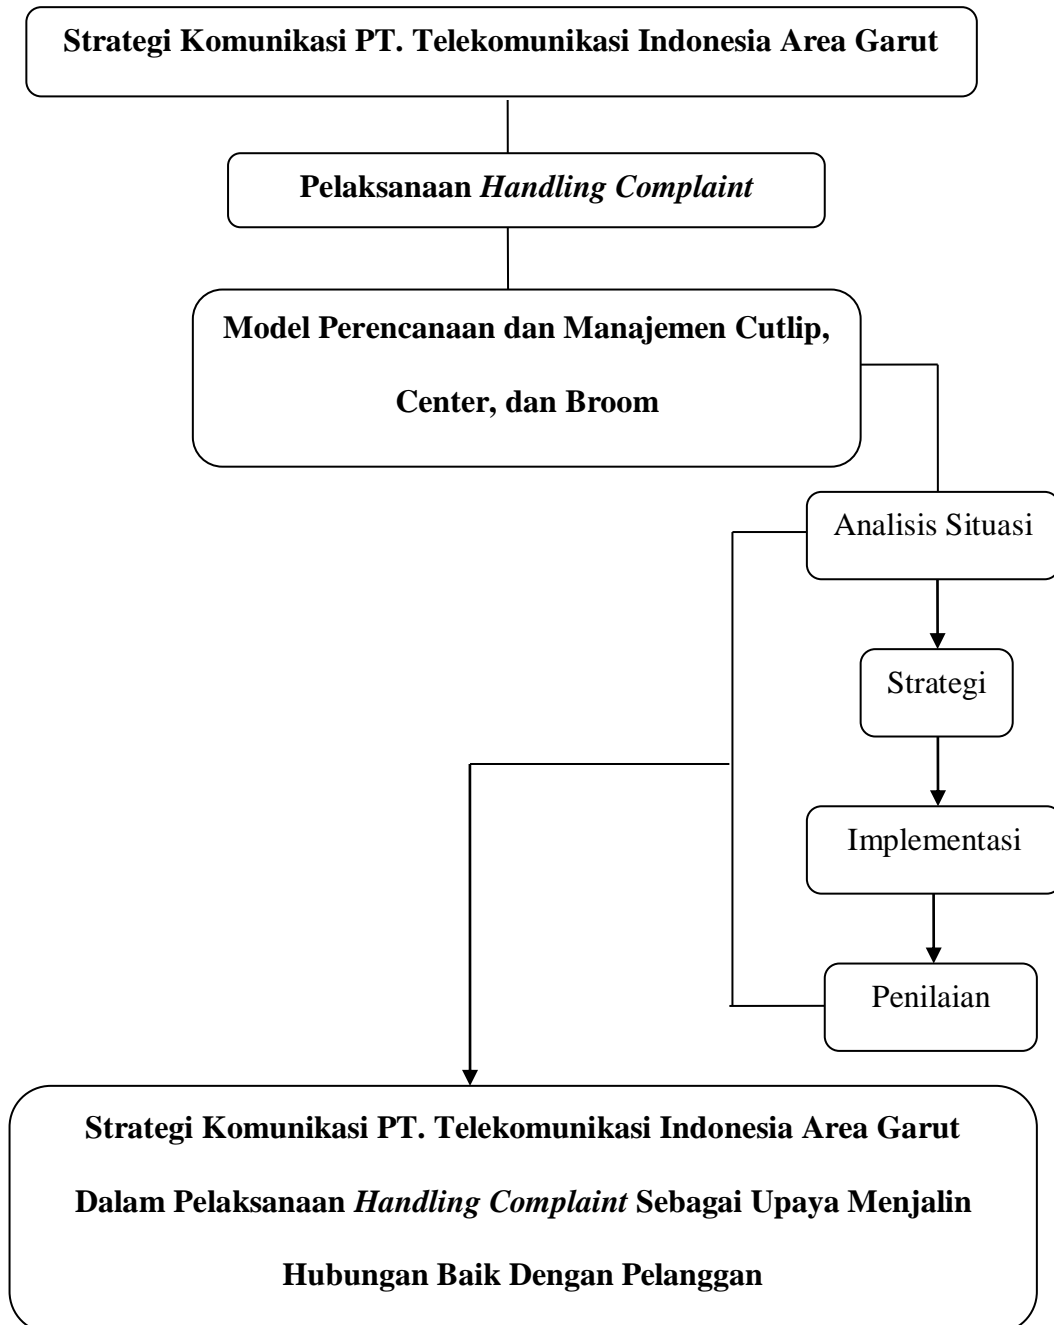 Strategi Komunikasi PT. Telekomunikasi Indonesia Area Garut
Pelaksanaan Handling Complaint
Model Perencanaan dan Manajemen Cutlip,
Center, dan Broom
Analisis Situasi
Strategi
Implementasi
Penilaian
Strategi Komunikasi PT. Telekomunikasi Indonesia Area Garut
Dalam Pelaksanaan Handling Complaint Sebagai Upaya Menjalin
Hubungan Baik Dengan Pelanggan